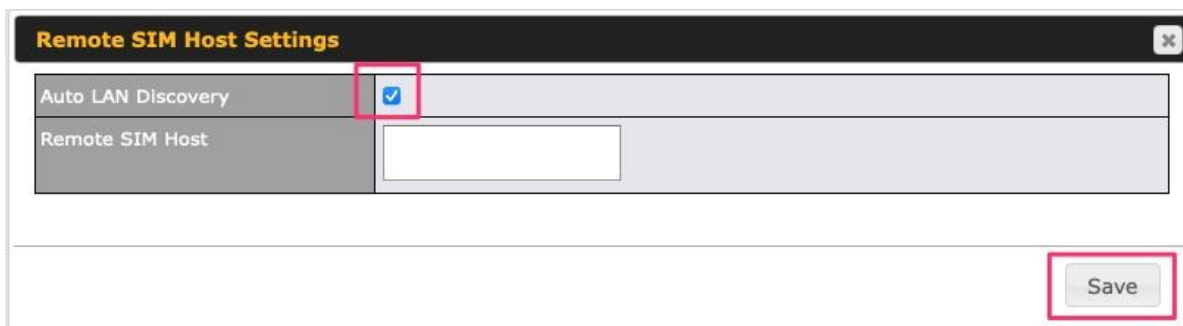 Remote SIM Host Settings
Auto LAN Discovery
Remote SIM Host
Save